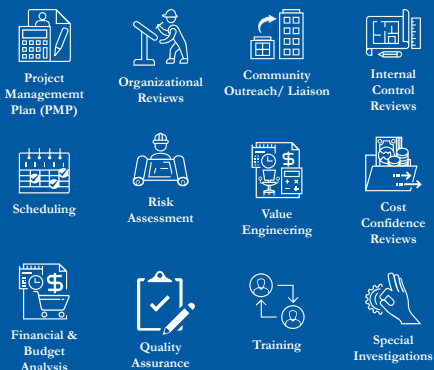 Project
Managememt
Plan (PMP)
Organizational
Reviews
Community
Outreach/ Liaison
Internal
Control
Reviews
Scheduling
Risk
Assessment
Value
Engineering
Cost
Confidence
Reviews
Financial &
Budget
Analysis
Quality
Assurance
Training
Special
Investigations